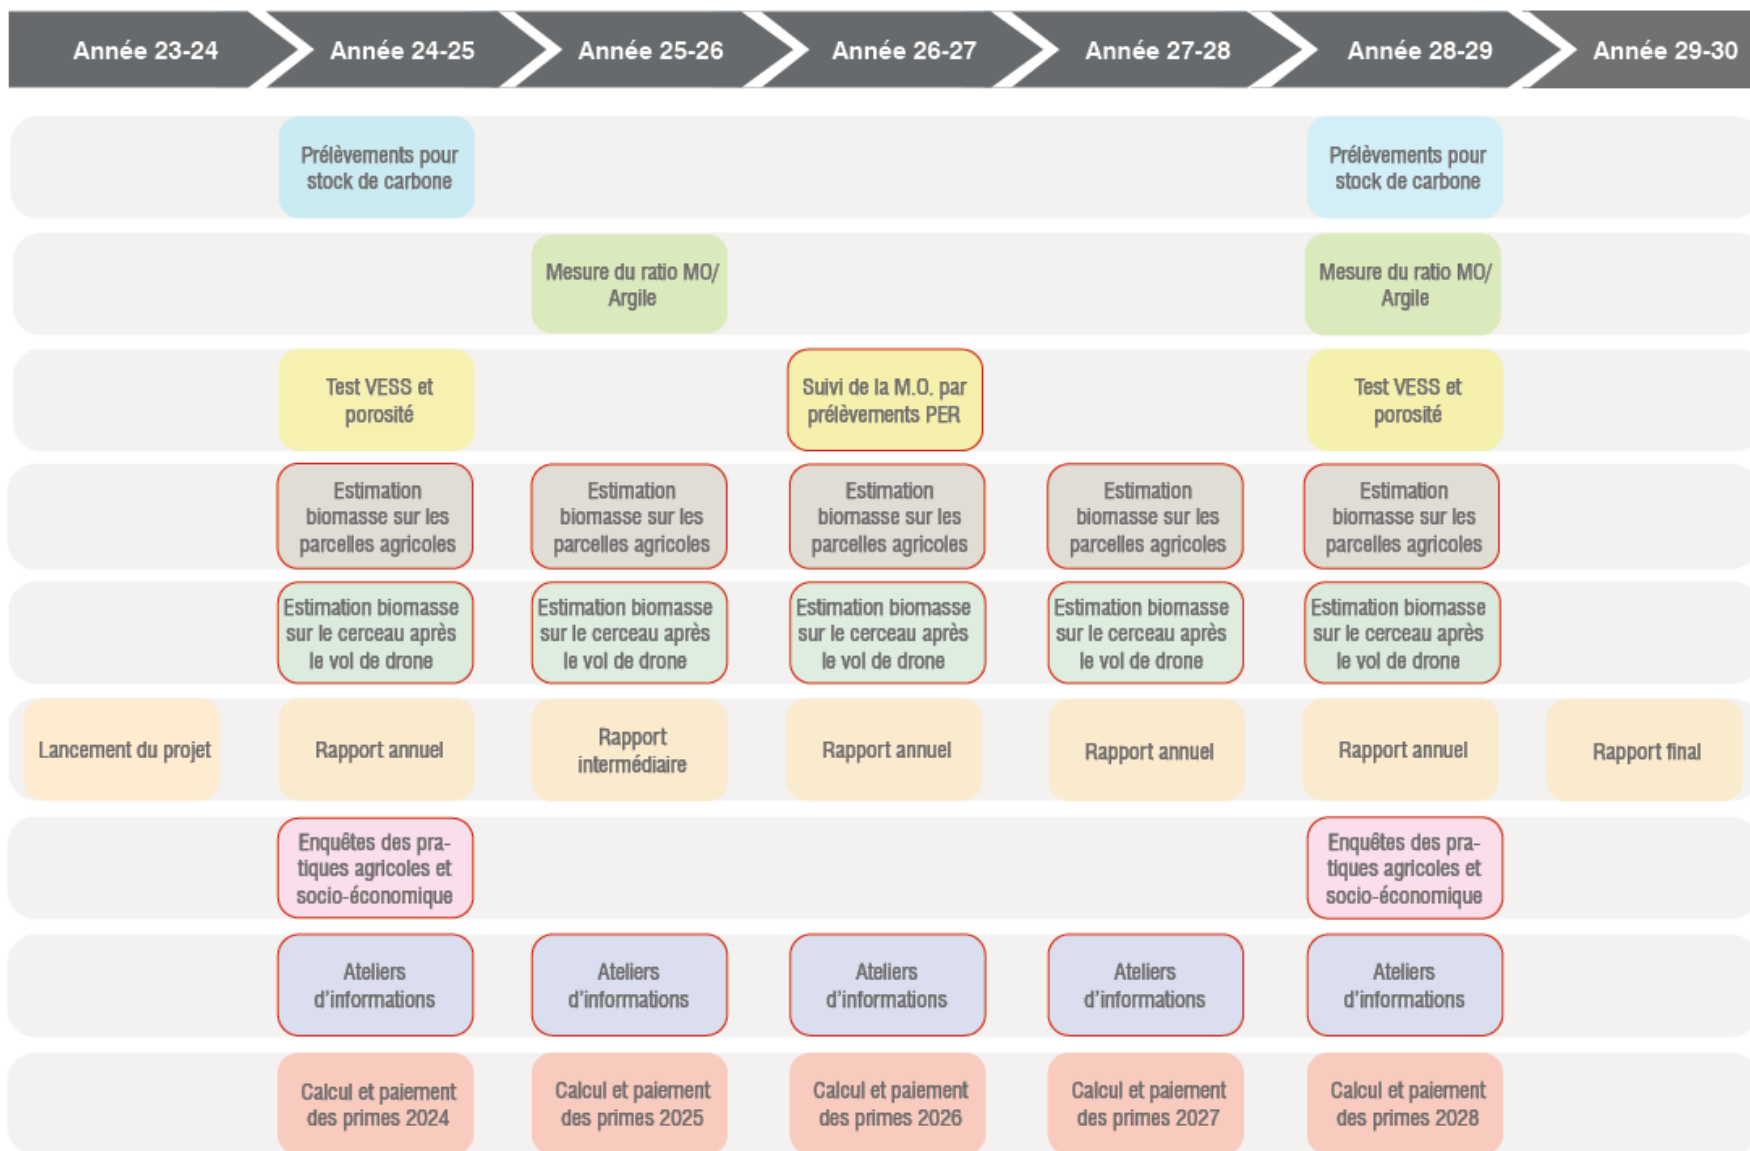 Année 23-24
Année 24-25
Année 25-26
Année 26-27
Année 27-28
Année 28-29
Année 29-30
Prélèvements pour
stock de carbone
Prélèvements pour
stock de carbone
Mesure du ratio MO/
Argile
Mesure du ratio MO/
Argile
Test VESS et
porosité
Suivi de la M.O. par
prélèvements PER
Test VESS et
porosité
Estimation
biomasse sur les
parcelles agricoles
Estimation
biomasse sur les
parcelles agricoles
Estimation
biomasse sur les
parcelles agricoles
Estimation
biomasse sur les
parcelles agricoles
Estimation
biomasse sur les
parcelles agricoles
Estimation biomasse
sur le cerceau après
le vol de drone
Estimation biomasse
sur le cerceau après
le vol de drone
Estimation biomasse
sur le cerceau après
le vol de drone
Estimation biomasse
sur le cerceau après
le vol de drone
Estimation biomasse
sur le cerceau après
le vol de drone
Lancement du projet
Rapport annuel
Rapport
intermédiaire
Rapport annuel
Rapport annuel
Rapport annuel
Rapport final
Enquêtes des pra-
tiques agricoles et
socio-économique
Enquêtes des pra-
tiques agricoles et
socio-économique
Ateliers
d'informations
Ateliers
d'informations
Ateliers
d'informations
Ateliers
d'informations
Ateliers
d'informations
Calcul et paiement
des primes 2024
Calcul et paiement
des primes 2025
Calcul et paiement
des primes 2026
Calcul et paiement
des primes 2027
Calcul et paiement
des primes 2028